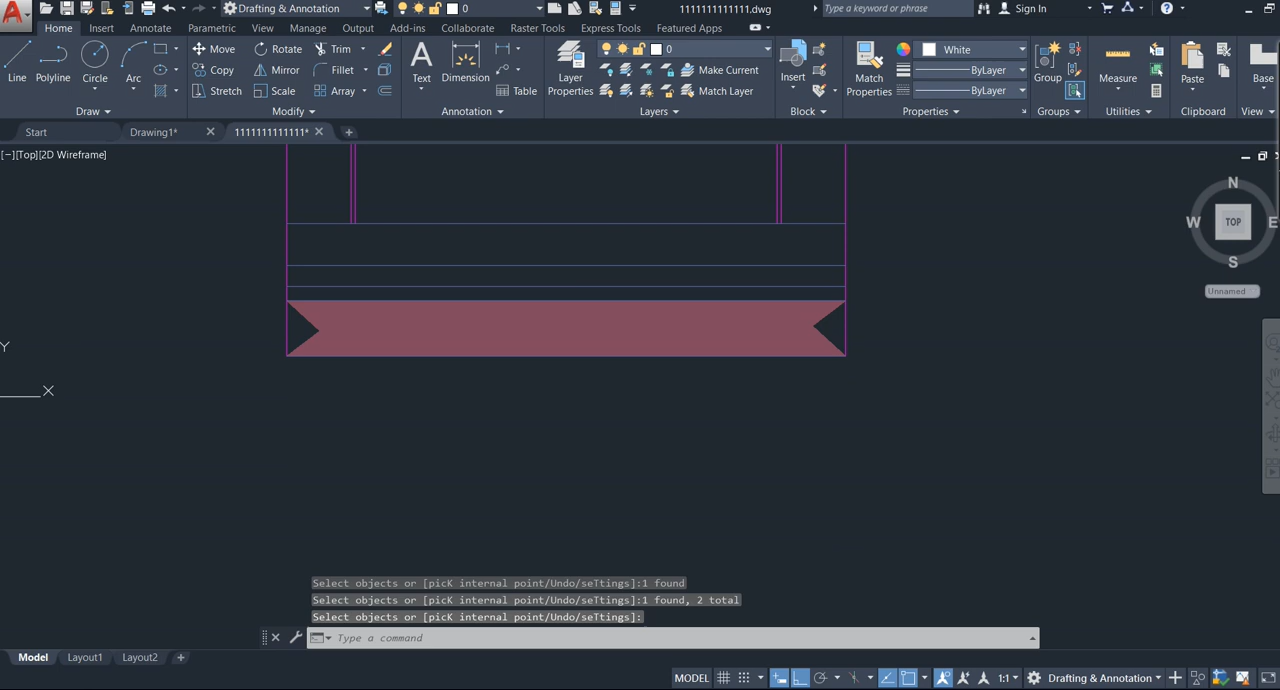 Drafting & Annotation 0 1111111111111.dwg Type a keyword or phrase Sign In
Home Insert Annotate Parametric View Manage Output Add-ins Collaborate Raster Tools Express Tools Featured Apps
Line Polyline Circle Arc
Move Rotate Trim
Copy Mirror Fillet
Stretch Scale Array
Text Dimension Table
Layer Properties
0
Make Current
Match Layer
Insert
Match Properties
White
ByLayer
ByLayer
Group
Measure
Paste
Base
Draw Modify Annotation Layers Block Properties Groups Utilities Clipboard View
Start Drawing1* 1111111111111*
[−][Top][2D Wireframe]
N
W TOP E
S
Unnamed
Y
X
Select objects or [picK internal point/Undo/seTtings]:1 found
Select objects or [picK internal point/Undo/seTtings]:1 found, 2 total
Select objects or [picK internal point/Undo/seTtings]:
Type a command
Model Layout1 Layout2
MODEL 1:1 Drafting & Annotation